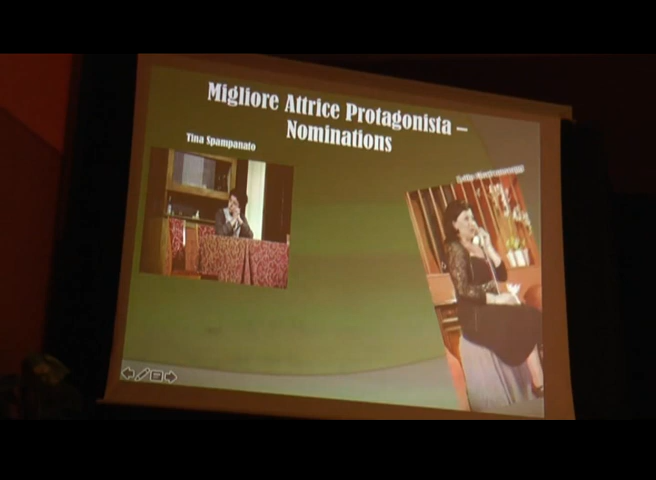 Migliore Attrice Protagonista –
Nominations
Tina Spampanato